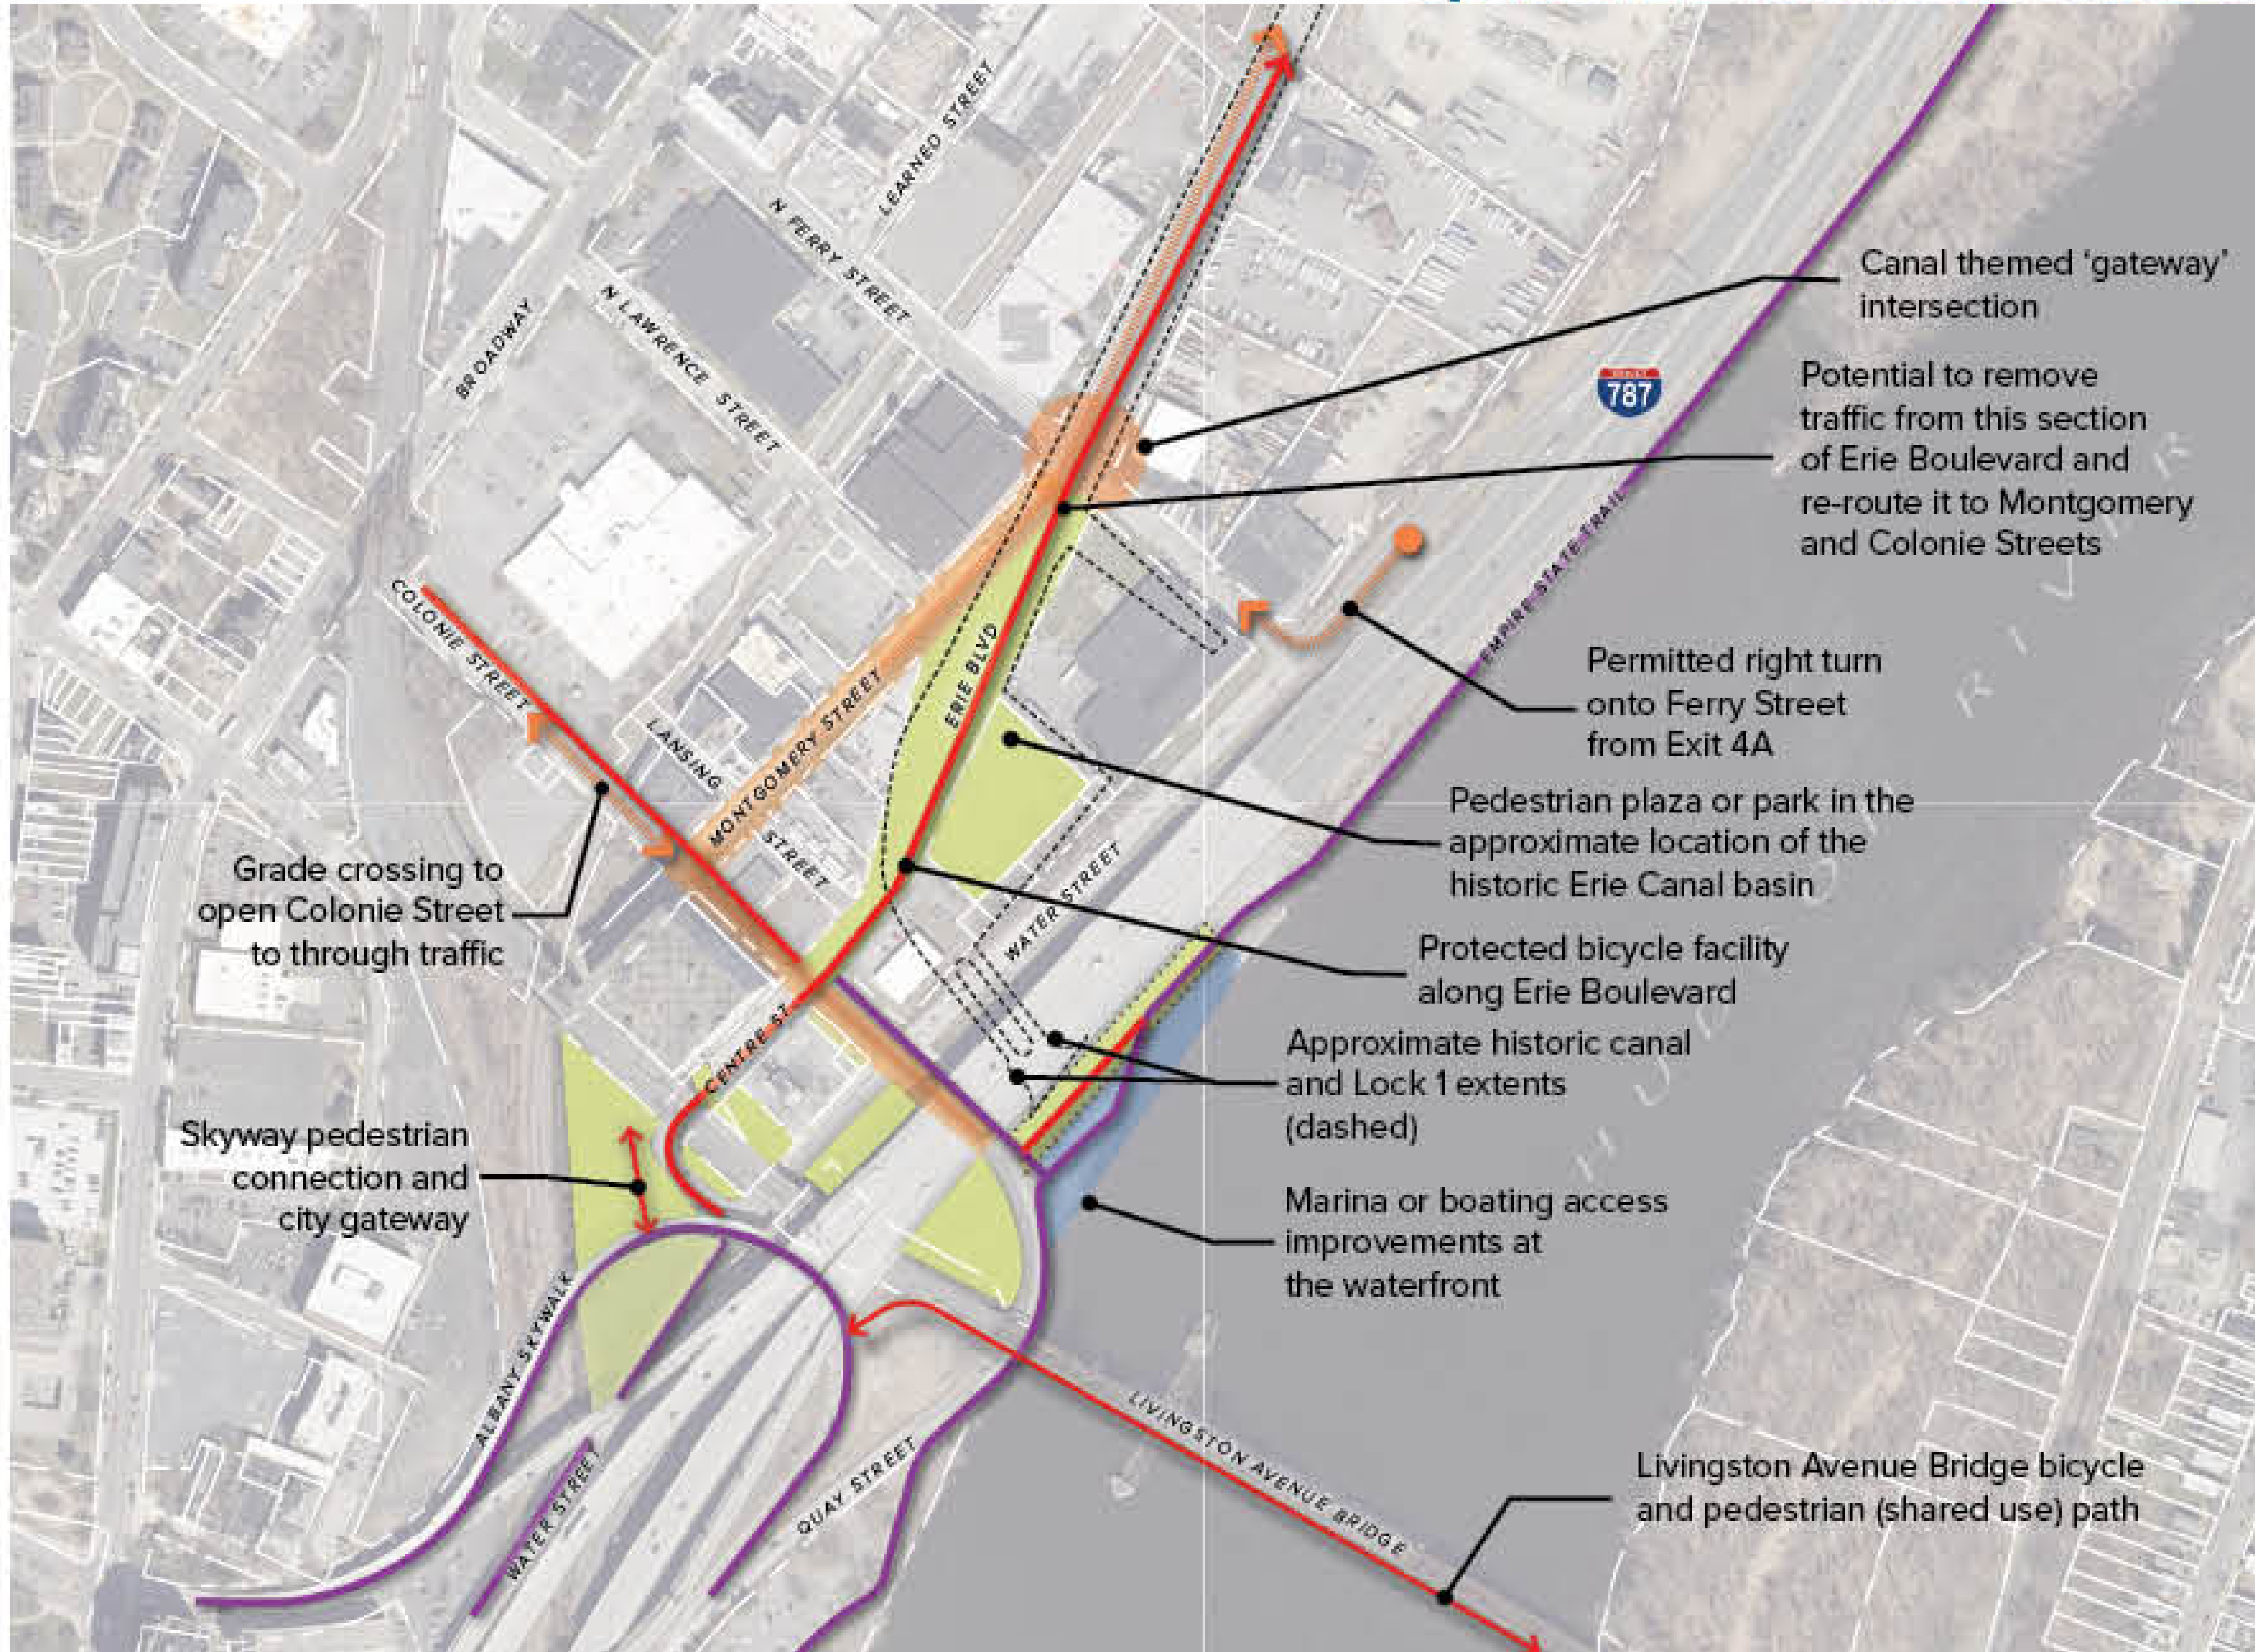 LEARNED STREET
N FERRY STREET
BROADWAY
N LAWRENCE STREET
Canal themed ‘gateway’
intersection
787
Potential to remove
traffic from this section
of Erie Boulevard and
re-route it to Montgomery
and Colonie Streets
EMPIRE STATE TRAIL
COLONIE STREET
ERIE BLVD
Permitted right turn
onto Ferry Street
from Exit 4A
LANSING STREET
MONTGOMERY STREET
Pedestrian plaza or park in the
approximate location of the
historic Erie Canal basin
WATER STREET
Grade crossing to
open Colonie Street
to through traffic
Protected bicycle facility
along Erie Boulevard
CENTRE ST
Approximate historic canal
and Lock 1 extents
(dashed)
HUDSON RIVER
Skyway pedestrian
connection and
city gateway
Marina or boating access
improvements at
the waterfront
ALBANY SKYWALK
WATER STREET
QUAY STREET
LIVINGSTON AVENUE BRIDGE
Livingston Avenue Bridge bicycle
and pedestrian (shared use) path